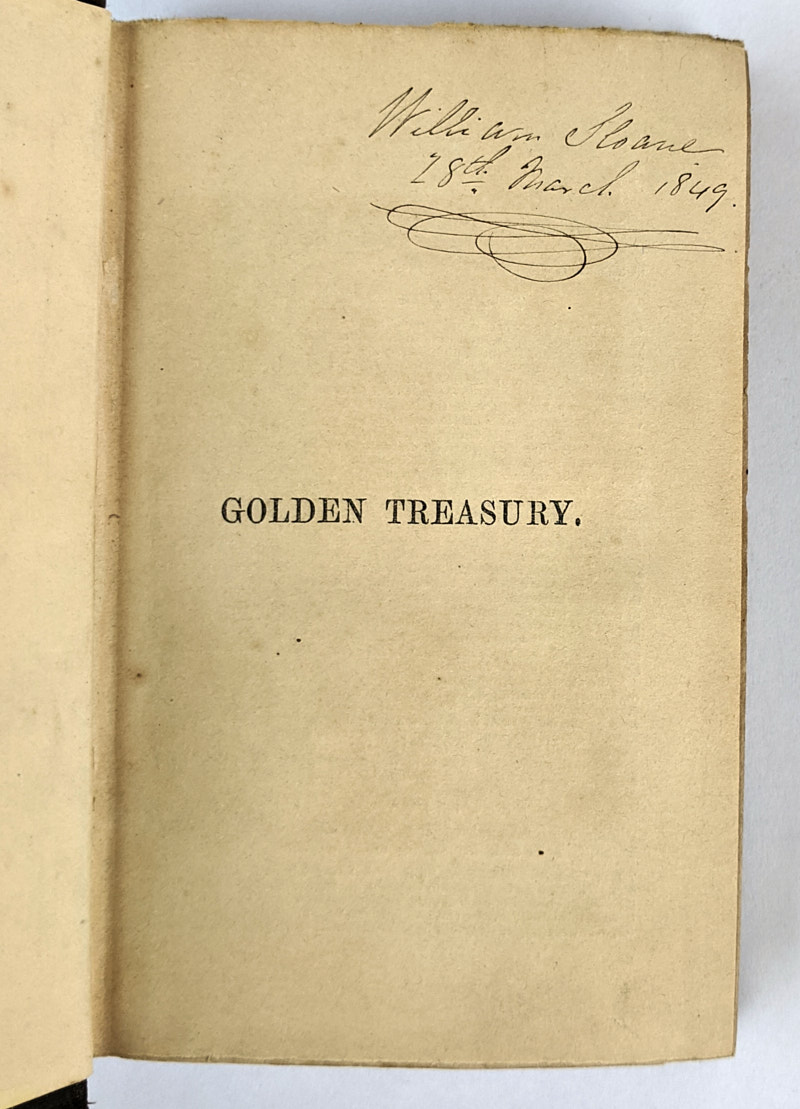 William Sloane
28th March 1849.
GOLDEN TREASURY.